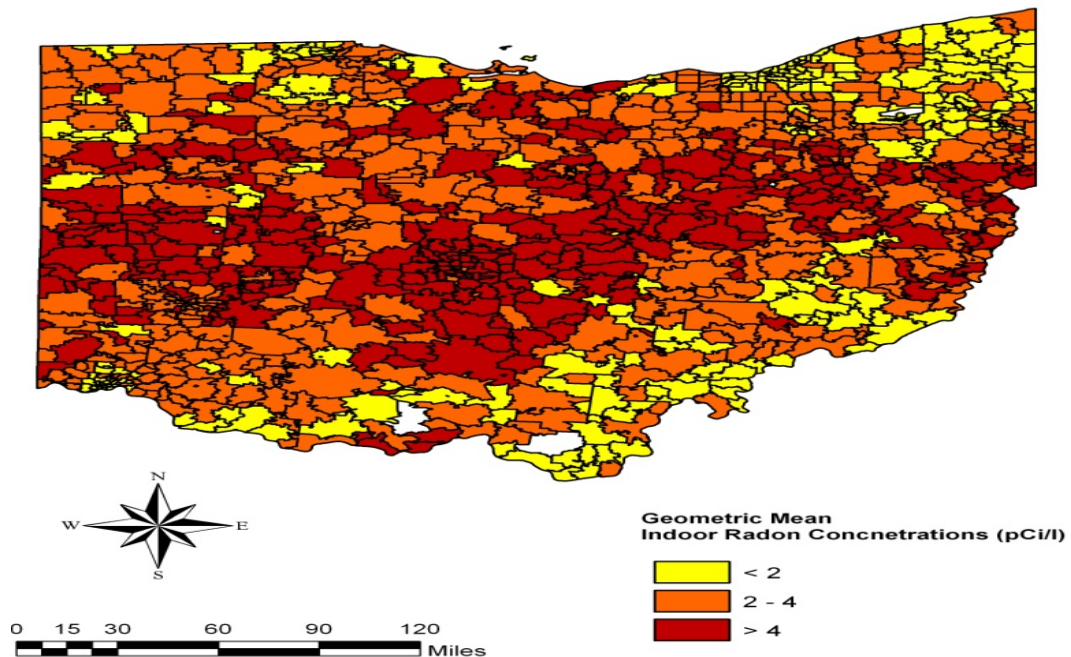 N
W E
S
Geometric Mean
Indoor Radon Concnetrations (pCi/l)
< 2
2 - 4
> 4
0 15 30 60 90 120
Miles